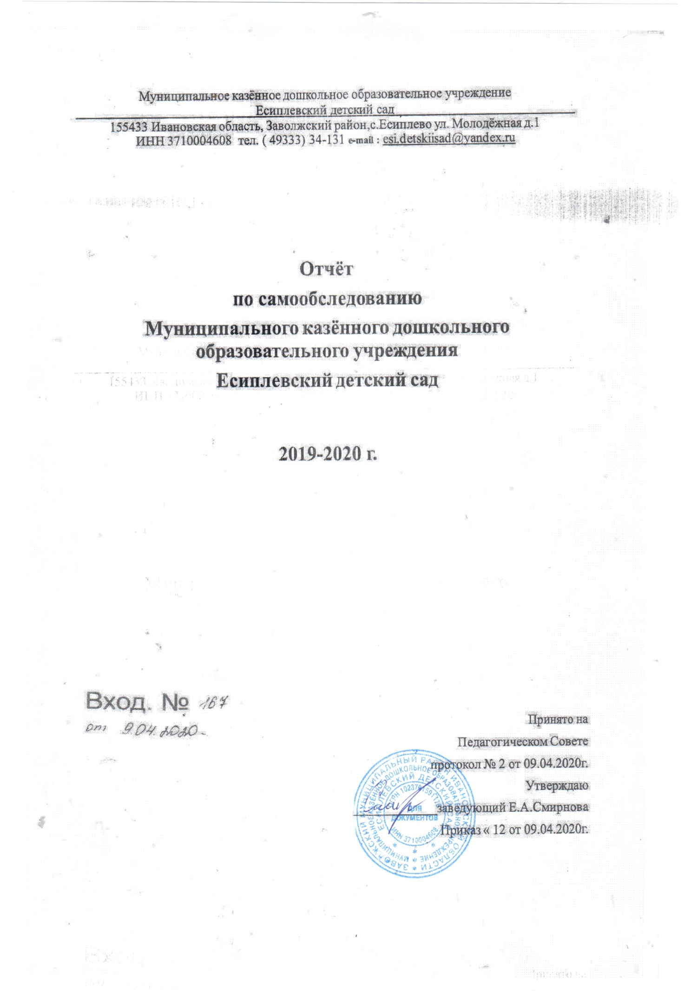 Муниципальное казённое дошкольное образовательное учреждение
Есиплевский детский сад
155433 Ивановская область, Заволжский район,с.Есиплево ул. Молодёжная д.1
ИНН 3710004608 тел. ( 49333) 34-131 e-mail : esi.detskiisad@yandex.ru
Отчёт
по самообследованию
Муниципального казённого дошкольного
образовательного учреждения
Есиплевский детский сад
2019-2020 г.
Вход. № 167
от 9.04.2020
Принято на
Педагогическом Совете
протокол № 2 от 09.04.2020г.
Утверждаю
заведующий Е.А.Смирнова
Приказ « 12 от 09.04.2020г.
ЗАВОЛЖСКИЙ МУНИЦИПАЛЬНЫЙ РАЙОН ИВАНОВСКОЙ ОБЛАСТИ
МУНИЦИПАЛЬНОЕ КАЗЁННОЕ ДОШКОЛЬНОЕ ОБРАЗОВАТЕЛЬНОЕ УЧРЕЖДЕНИЕ
ЕСИПЛЕВСКИЙ ДЕТСКИЙ САД
ДЛЯ
ДОКУМЕНТОВ
ИНН 3710004608